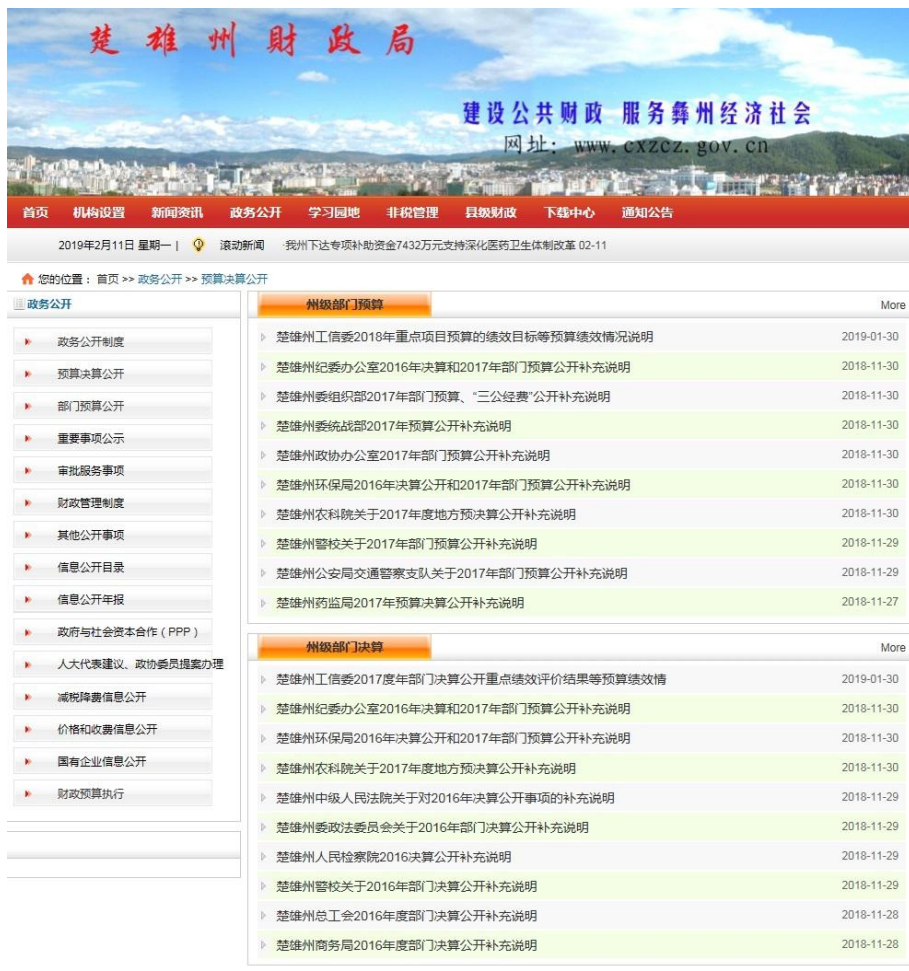 楚雄州财政局
建设公共财政 服务彝州经济社会
网址：www.cxzcz.gov.cn
首页 机构设置 新闻资讯 政务公开 学习园地 非税管理 县级财政 下载中心 通知公告
2019年2月11日 星期一 | 滚动新闻 ·我州下达专项补助资金7432万元支持深化医药卫生体制改革 02-11
您的位置：首页 >> 政务公开 >> 预算决算公开
政务公开
政务公开制度
预算决算公开
部门预算公开
重要事项公示
审批服务事项
财政管理制度
其他公开事项
信息公开目录
信息公开年报
政府与社会资本合作（PPP）
人大代表建议、政协委员提案办理
减税降费信息公开
价格和收费信息公开
国有企业信息公开
财政预算执行
州级部门预算 More
楚雄州工信委2018年重点项目预算的绩效目标等预算绩效情况说明 2019-01-30
楚雄州纪委办公室2016年决算和2017年部门预算公开补充说明 2018-11-30
楚雄州委组织部2017年部门预算、“三公经费”公开补充说明 2018-11-30
楚雄州委统战部2017年预算公开补充说明 2018-11-30
楚雄州政协办公室2017年部门预算公开补充说明 2018-11-30
楚雄州环保局2016年决算公开和2017年部门预算公开补充说明 2018-11-30
楚雄州农科院关于2017年度地方预决算公开补充说明 2018-11-30
楚雄州警校关于2017年部门预算公开补充说明 2018-11-29
楚雄州公安局交通警察支队关于2017年部门预算公开补充说明 2018-11-29
楚雄州药监局2017年预算决算公开补充说明 2018-11-27
州级部门决算 More
楚雄州工信委2017度年部门决算公开重点绩效评价结果等预算绩效情 2019-01-30
楚雄州纪委办公室2016年决算和2017年部门预算公开补充说明 2018-11-30
楚雄州环保局2016年决算公开和2017年部门预算公开补充说明 2018-11-30
楚雄州农科院关于2017年度地方预决算公开补充说明 2018-11-30
楚雄州中级人民法院关于对2016年决算公开事项的补充说明 2018-11-29
楚雄州委政法委员会关于2016年部门决算公开补充说明 2018-11-29
楚雄州人民检察院2016决算公开补充说明 2018-11-29
楚雄州警校关于2016年部门决算公开补充说明 2018-11-29
楚雄州总工会2016年度部门决算公开补充说明 2018-11-28
楚雄州商务局2016年度部门决算公开补充说明 2018-11-28